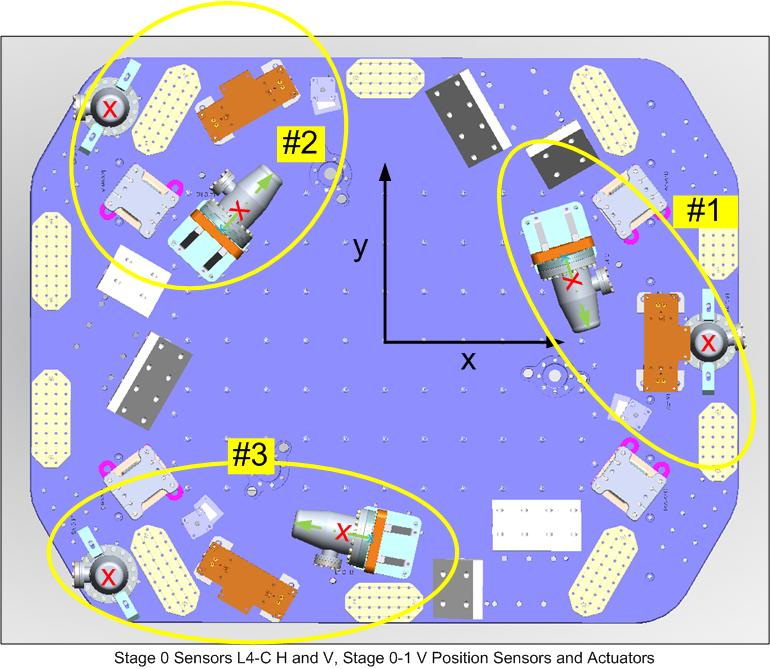 X
#2
X
#1
y
X
X
x
#3
X
X
Stage 0 Sensors L4-C H and V, Stage 0-1 V Position Sensors and Actuators